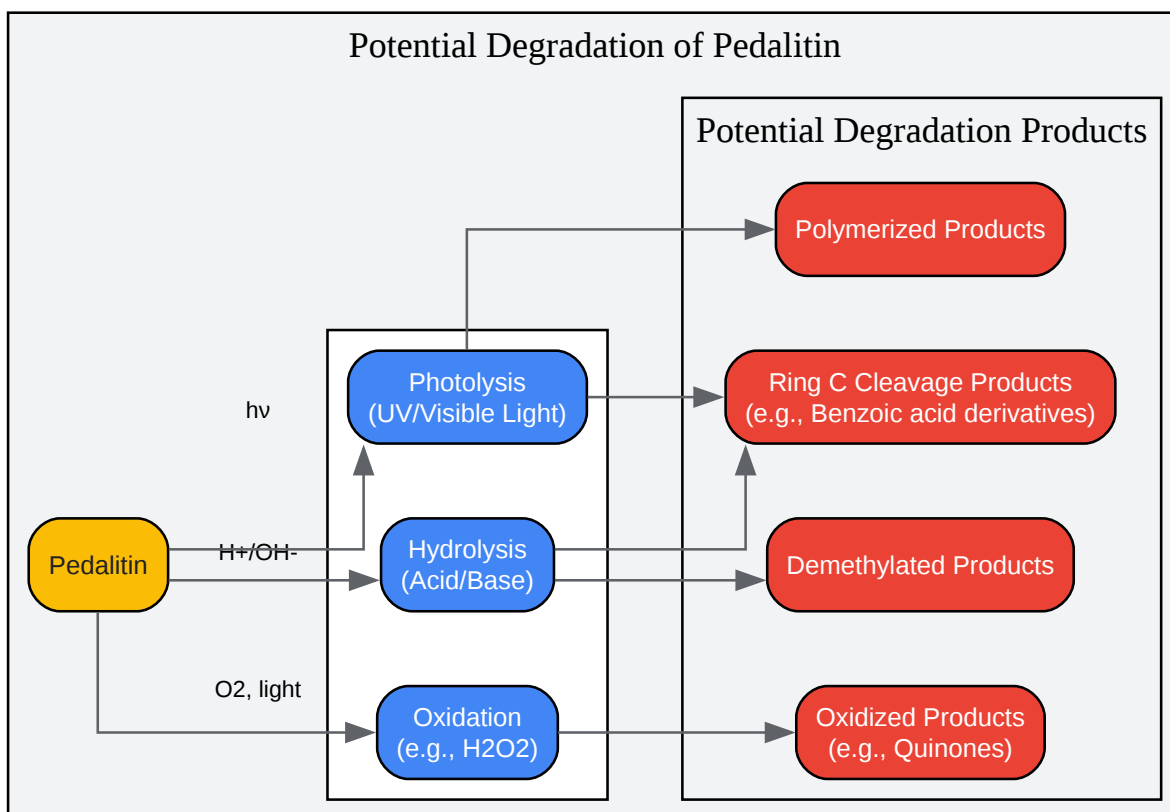 Potential Degradation of Pedalitin
Potential Degradation Products
Polymerized Products
Photolysis
(UV/Visible Light)
Ring C Cleavage Products
(e.g., Benzoic acid derivatives)
hν
Pedalitin
H+/OH-
Hydrolysis
(Acid/Base)
Demethylated Products
O2, light
Oxidation
(e.g., H2O2)
Oxidized Products
(e.g., Quinones)